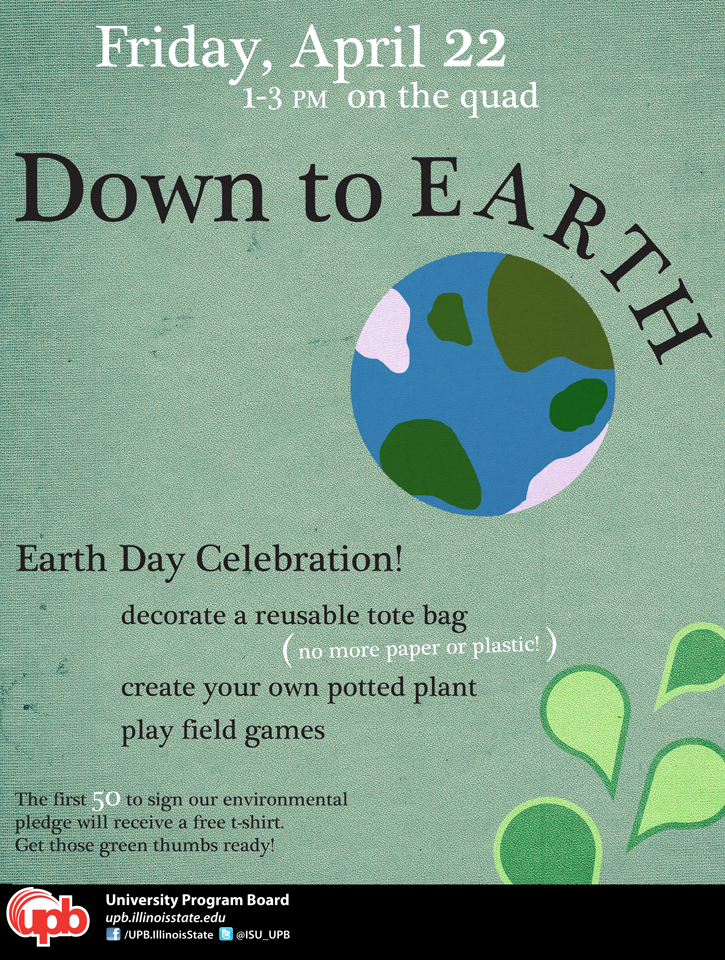 Friday, April 22
1-3 PM on the quad
Down to EARTH
Earth Day Celebration!
decorate a reusable tote bag
(no more paper or plastic!)
create your own potted plant
play field games
The first 50 to sign our environmental
pledge will receive a free t-shirt.
Get those green thumbs ready!
upb
University Program Board
upb.illinoisstate.edu
f /UPB.IllinoisState t @ISU_UPB